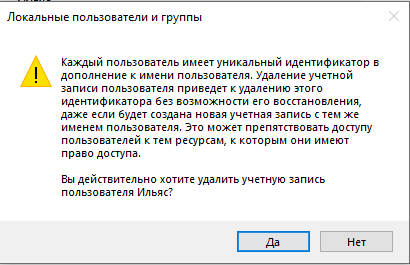 Локальные пользователи и группы
Каждый пользователь имеет уникальный идентификатор в
дополнение к имени пользователя. Удаление учетной
записи пользователя приведет к удалению этого
идентификатора без возможности его восстановления,
даже если будет создана новая учетная запись с тем же
именем пользователя. Это может препятствовать доступу
пользователей к тем ресурсам, к которым они имеют
право доступа.
Вы действительно хотите удалить учетную запись
пользователя Ильяс?
Да
Нет